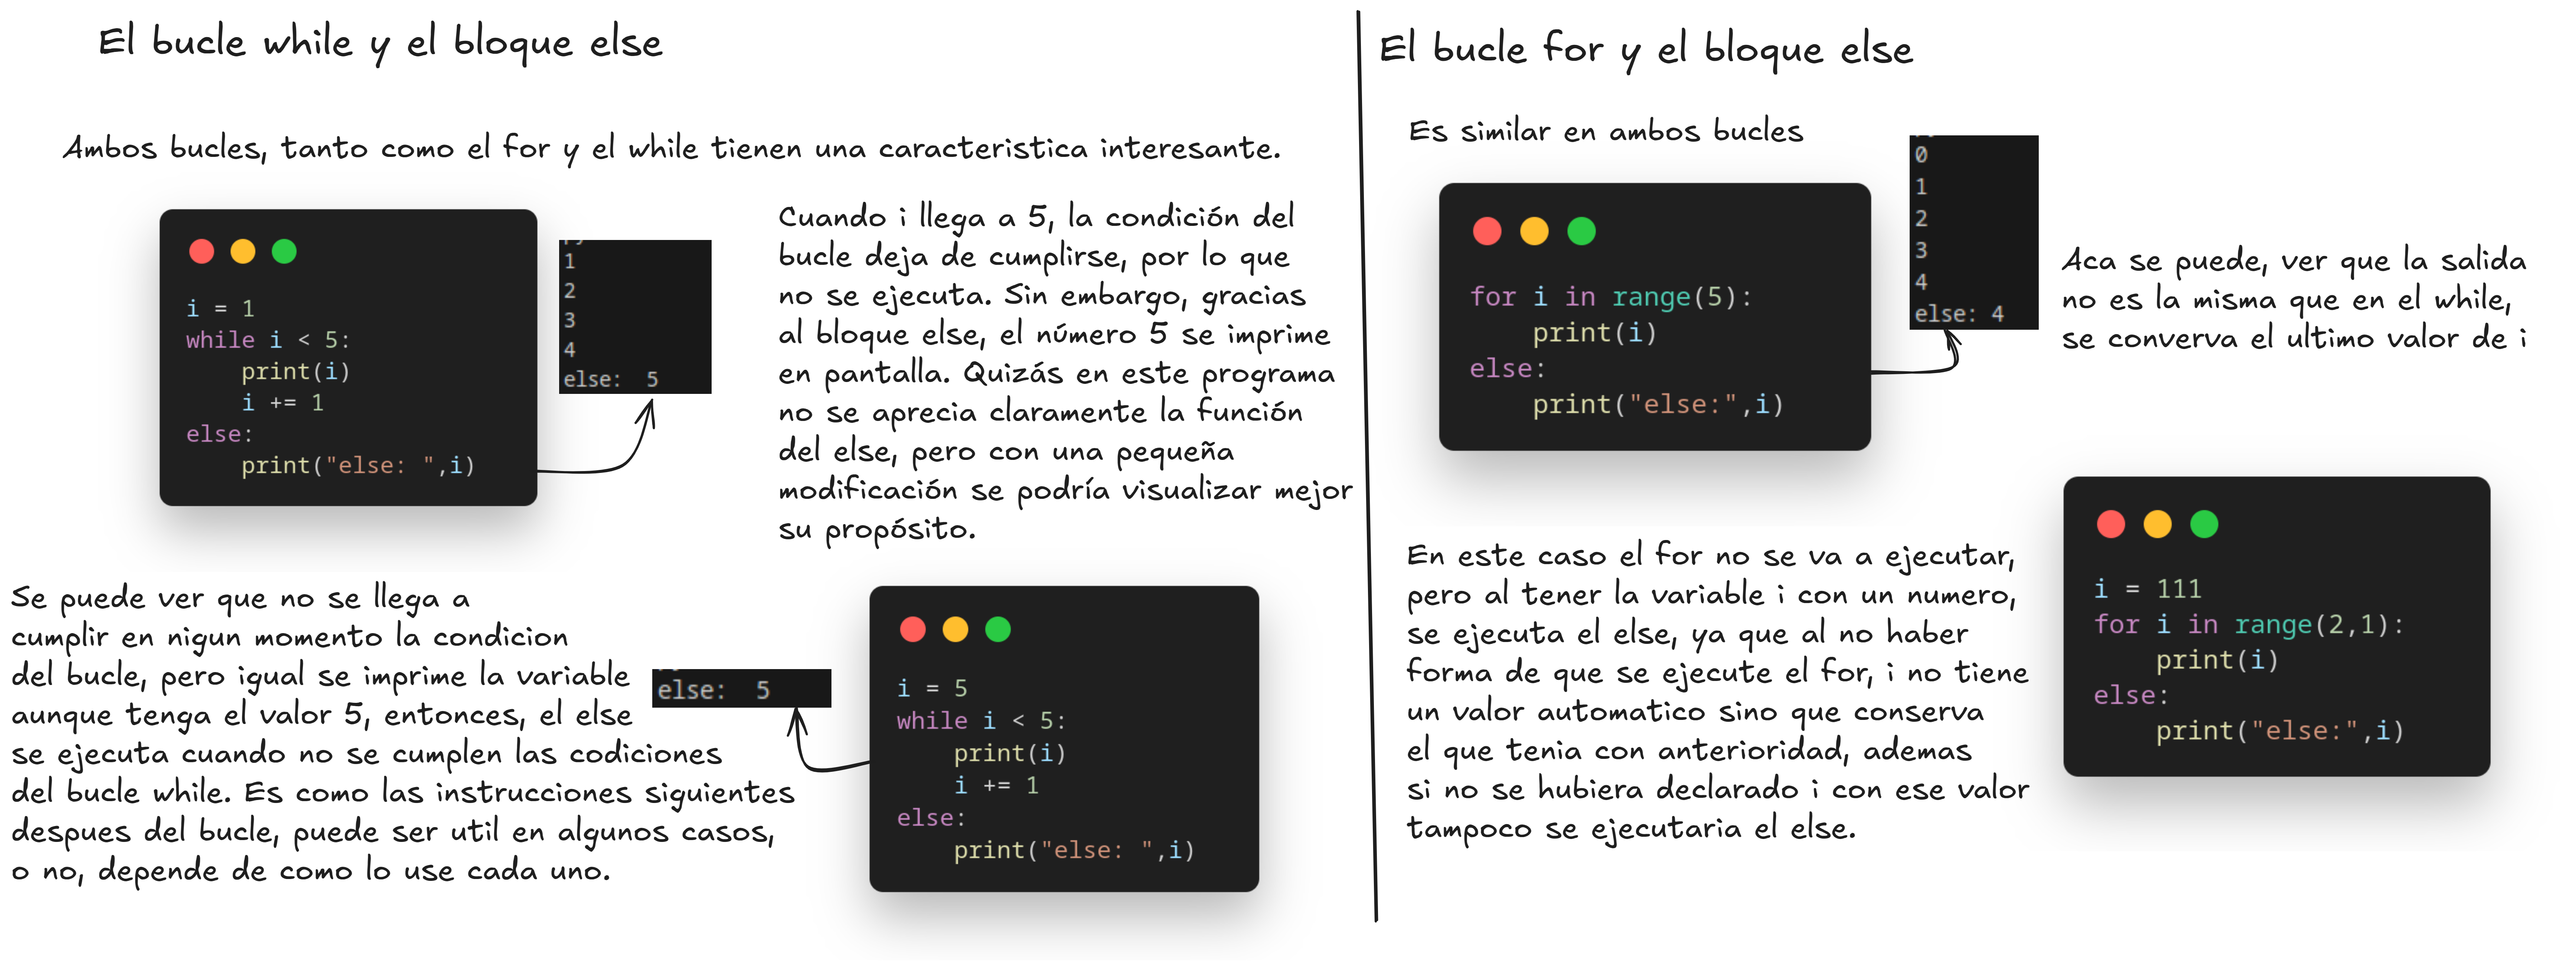 El bucle while y el bloque else
Ambos bucles, tanto como el for y el while tienen una caracteristica interesante.
i = 1
while i < 5:
    print(i)
    i += 1
else:
    print("else: ",i)
1
2
3
4
else:  5
Cuando i llega a 5, la condición del
bucle deja de cumplirse, por lo que
no se ejecuta. Sin embargo, gracias
al bloque else, el número 5 se imprime
en pantalla. Quizás en este programa
no se aprecia claramente la función
del else, pero con una pequeña
modificación se podría visualizar mejor
su propósito.
Se puede ver que no se llega a
cumplir en nigun momento la condicion
del bucle, pero igual se imprime la variable
aunque tenga el valor 5, entonces, el else
se ejecuta cuando no se cumplen las codiciones
del bucle while. Es como las instrucciones siguientes
despues del bucle, puede ser util en algunos casos,
o no, depende de como lo use cada uno.
else:  5
i = 5
while i < 5:
    print(i)
    i += 1
else:
    print("else: ",i)
El bucle for y el bloque else
Es similar en ambos bucles
for i in range(5):
    print(i)
else:
    print("else:",i)
0
1
2
3
4
else: 4
Aca se puede, ver que la salida
no es la misma que en el while,
se converva el ultimo valor de i
En este caso el for no se va a ejecutar,
pero al tener la variable i con un numero,
se ejecuta el else, ya que al no haber
forma de que se ejecute el for, i no tiene
un valor automatico sino que conserva
el que tenia con anterioridad, ademas
si no se hubiera declarado i con ese valor
tampoco se ejecutaria el else.
i = 111
for i in range(2,1):
    print(i)
else:
    print("else:",i)